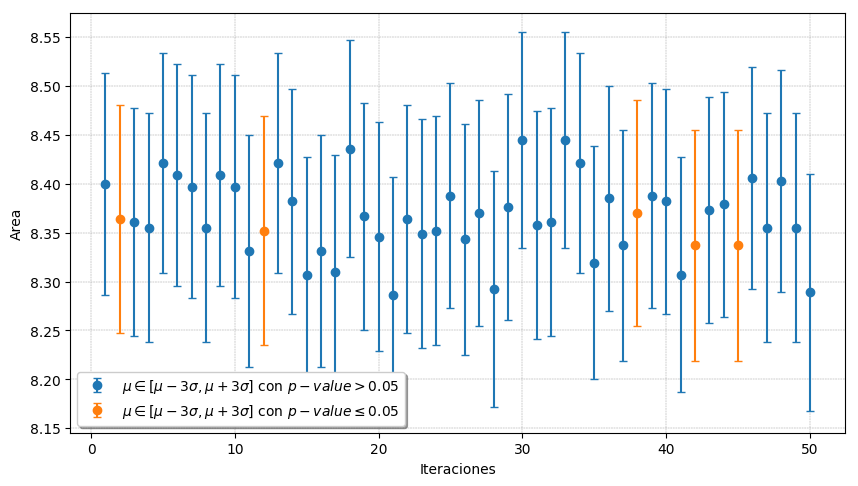 8.55
8.50
8.45
8.40
8.35
8.30
8.25
8.20
8.15
Area
μ ∈ [μ − 3σ, μ + 3σ] con p − value > 0.05
μ ∈ [μ − 3σ, μ + 3σ] con p − value ≤ 0.05
0 10 20 30 40 50
Iteraciones